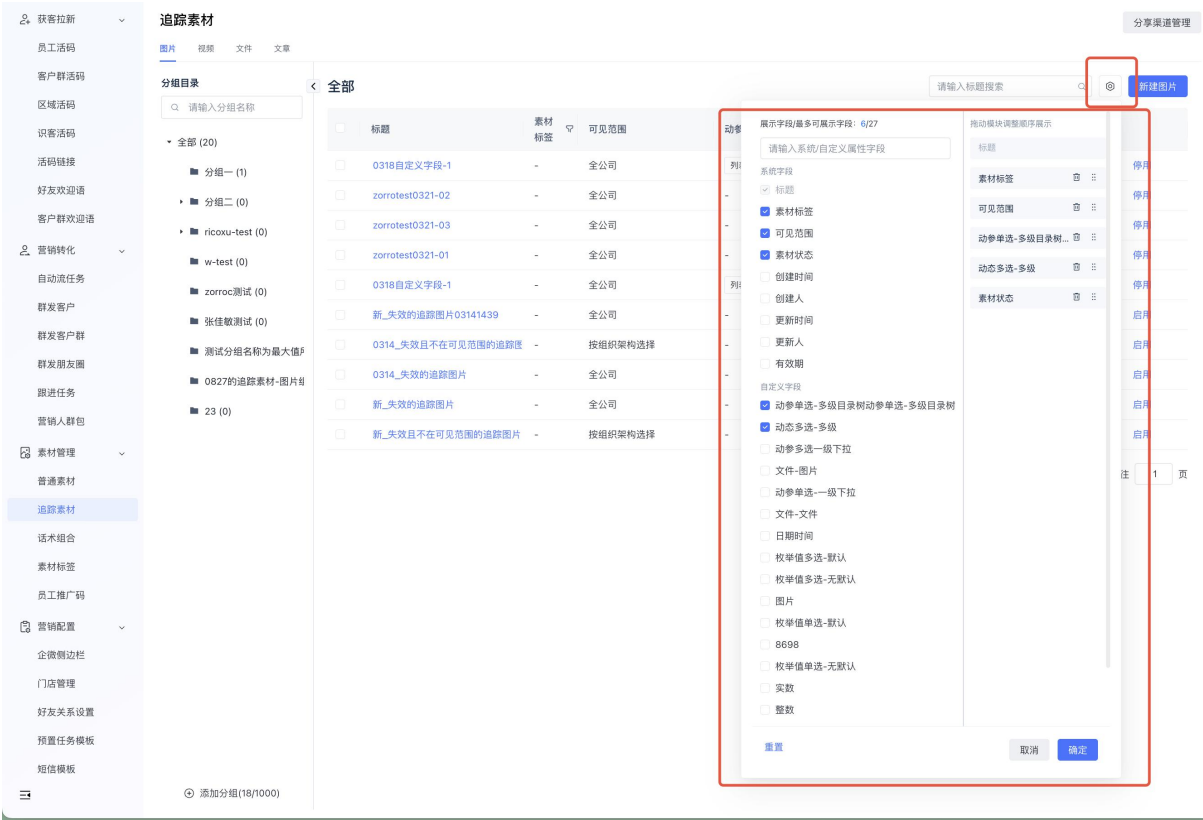 获客拉新
员工活码
客户群活码
区域活码
识客活码
活码链接
好友欢迎语
客户群欢迎语
营销转化
自动流任务
群发客户
群发客户群
群发朋友圈
跟进任务
营销人群包
素材管理
普通素材
追踪素材
话术组合
素材标签
员工推广码
营销配置
企微侧边栏
门店管理
好友关系设置
预置任务模板
短信模板
追踪素材
分享渠道管理
图片 视频 文件 文章
分组目录
请输入分组名称
全部 (20)
分组一 (1)
分组二 (0)
ricoxu-test (0)
w-test (0)
zorroc测试 (0)
张佳敏测试 (0)
测试分组名称为最大值
0827的追踪素材-图片
23 (0)
添加分组(18/1000)
全部
请输入标题搜索
新建图片
标题 素材标签 可见范围 动参
0318自定义字段-1 - 全公司 列 停用
zorrotest0321-02 - 全公司 - 停用
zorrotest0321-03 - 全公司 - 停用
zorrotest0321-01 - 全公司 - 停用
0318自定义字段-1 - 全公司 列 停用
新_失效的追踪图片03141439 - 全公司 - 启用
0314_失效且不在可见范围的追踪图 - 按组织架构选择 - 启用
0314_失效的追踪图片 - 全公司 - 启用
新_失效的追踪图片 - 全公司 - 启用
新_失效且不在可见范围的追踪图片 - 按组织架构选择 - 启用
往 1 页
展示字段/最多可展示字段: 6/27
请输入系统/自定义属性字段
系统字段
标题
素材标签
可见范围
素材状态
创建时间
创建人
更新时间
更新人
有效期
自定义字段
动参单选-多级目录树动参单选-多级目录树
动态多选-多级
动参多选一级下拉
文件-图片
动参单选-一级下拉
文件-文件
日期时间
枚举值多选-默认
枚举值多选-无默认
图片
枚举值单选-默认
8698
枚举值单选-无默认
实数
整数
拖动模块调整顺序展示
标题
素材标签
可见范围
动参单选-多级目录树...
动态多选-多级
素材状态
重置
取消
确定